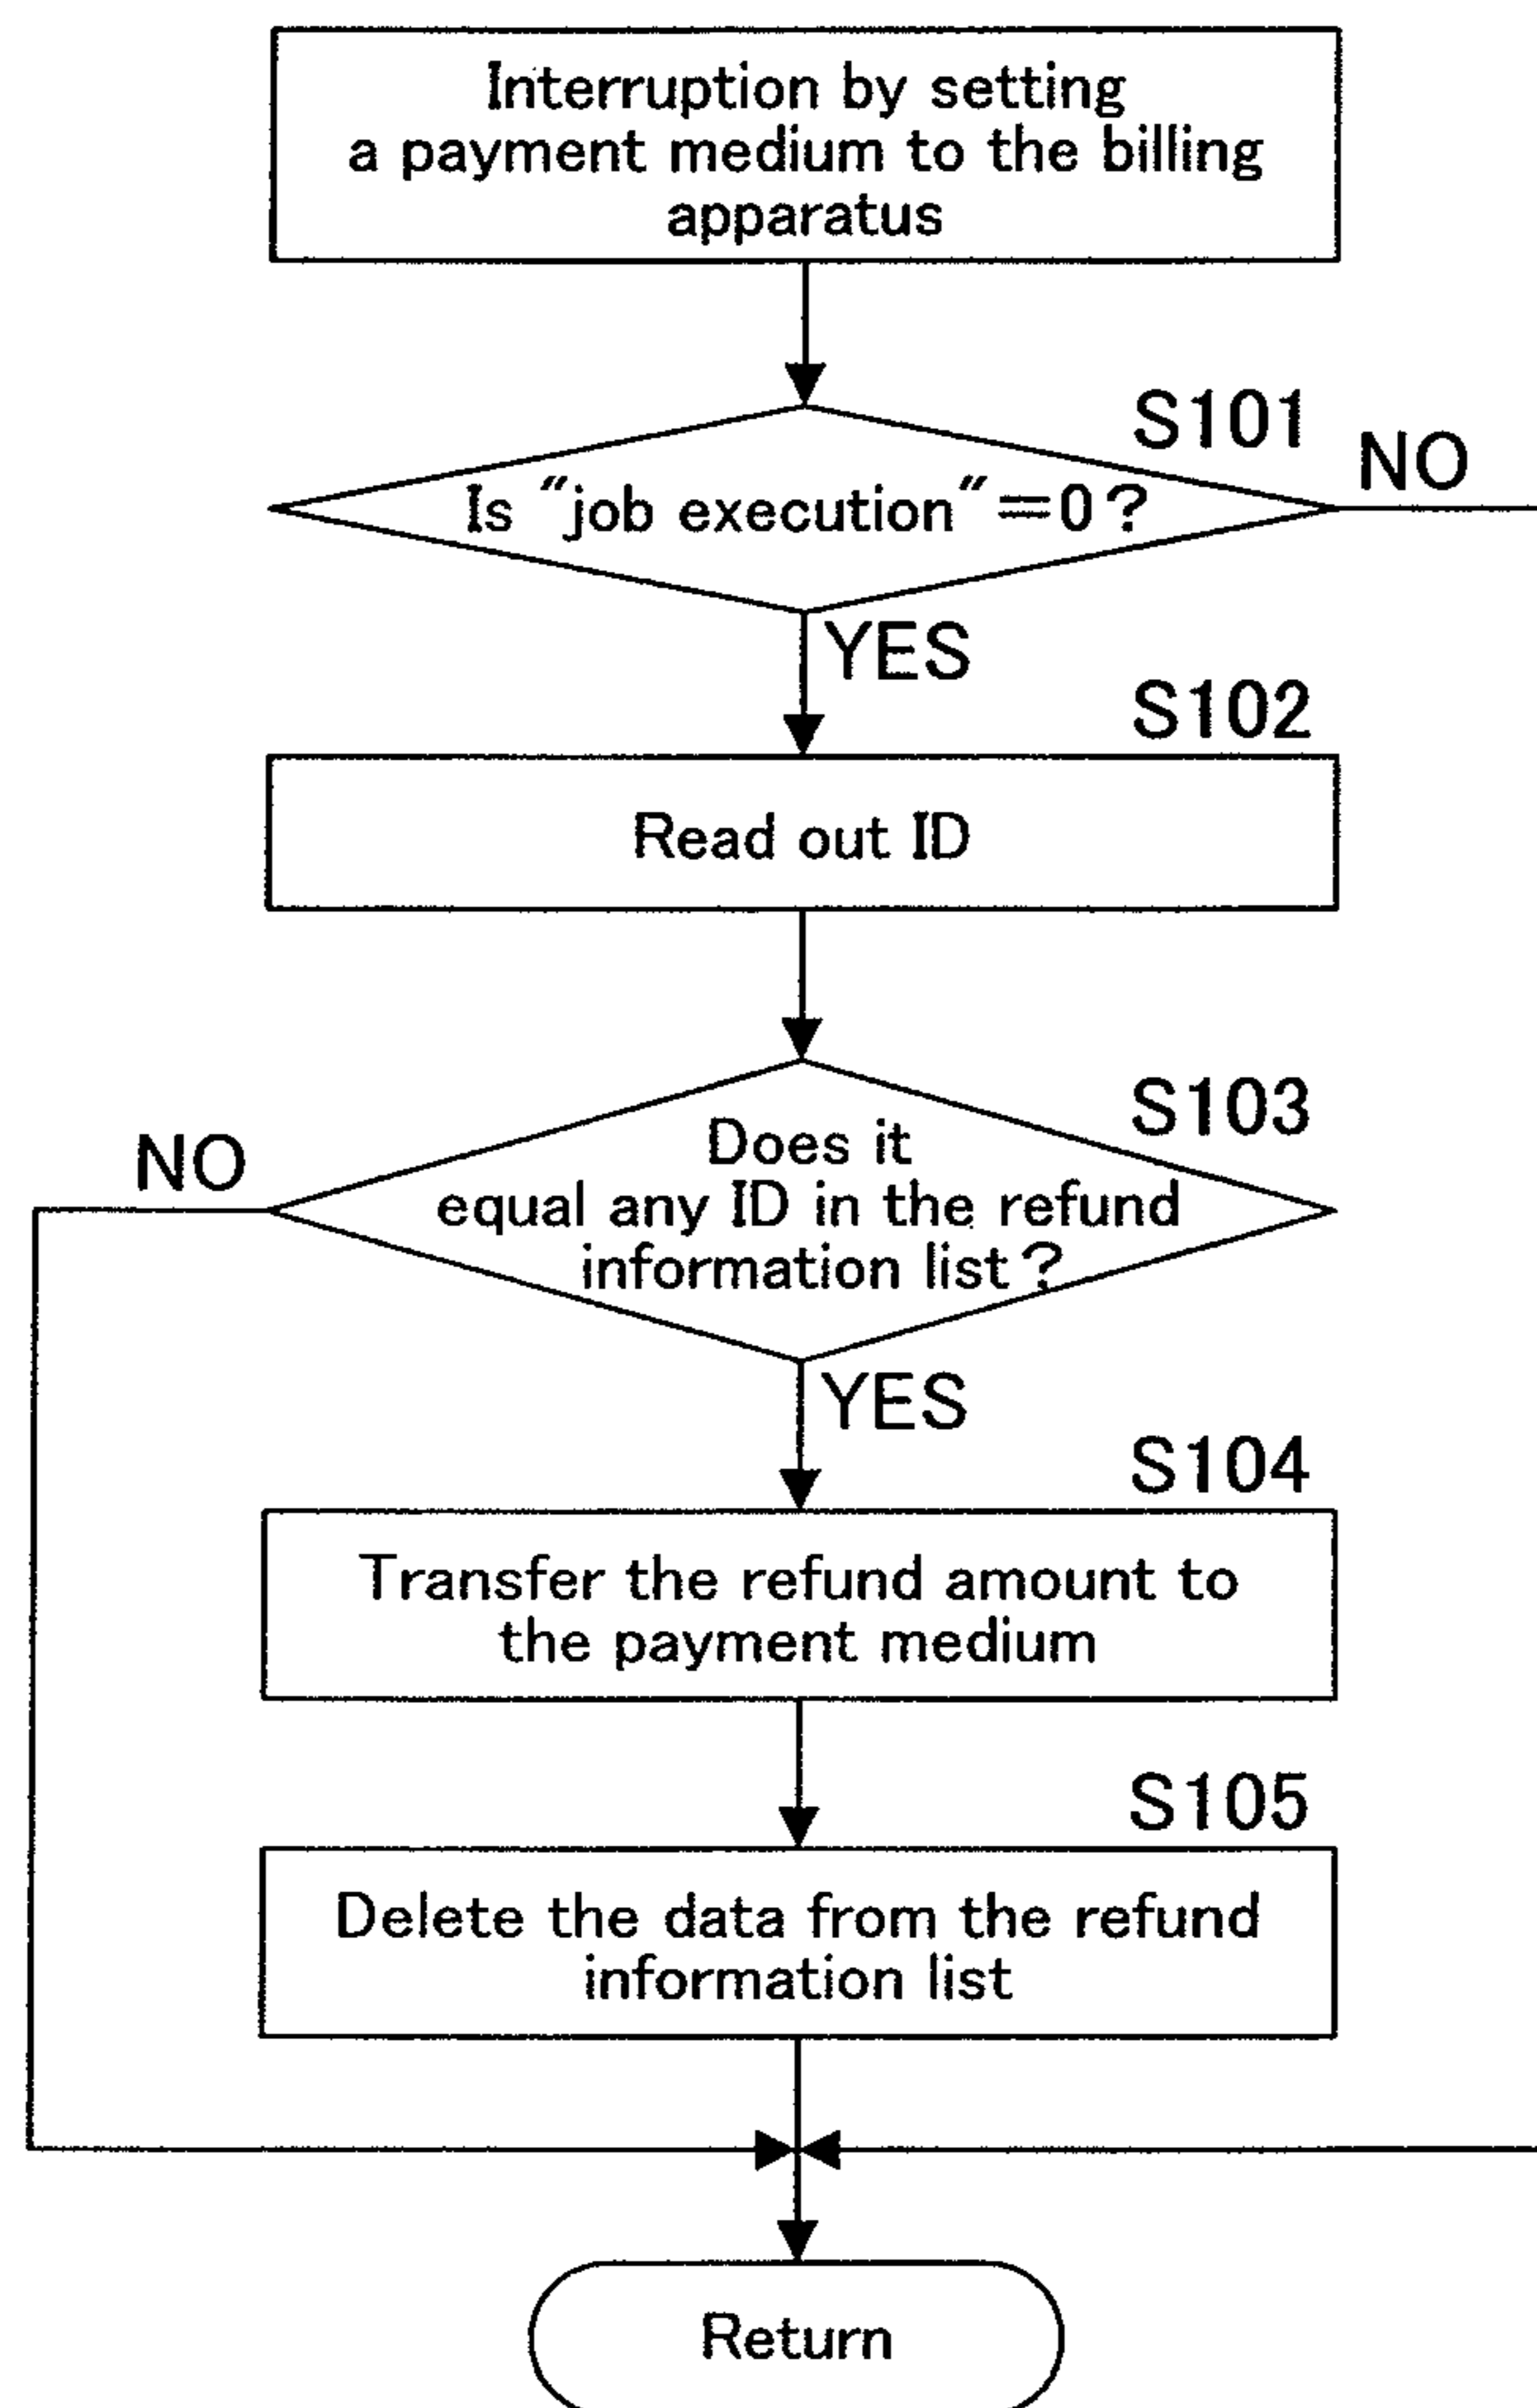 Interruption by setting
a payment medium to the billing
apparatus
S101
NO
Is "job execution"=0?
YES
S102
Read out ID
S103
NO
Does it
equal any ID in the refund
information list?
YES
S104
Transfer the refund amount to
the payment medium
S105
Delete the data from the refund
information list
Return